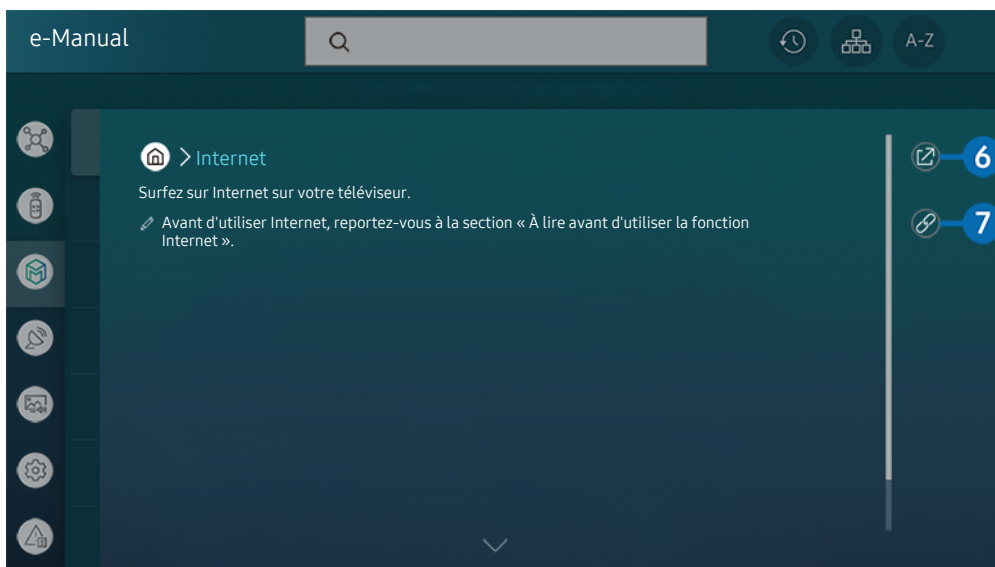 e-Manual
A-Z
> Internet
6
Surfez sur Internet sur votre téléviseur.
7
Avant d'utiliser Internet, reportez-vous à la section « À lire avant d'utiliser la fonction
Internet ».